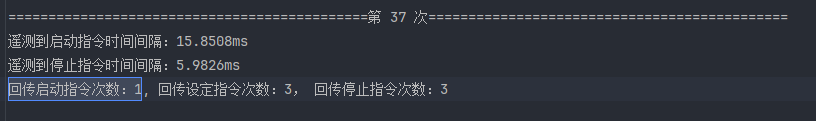 =============================================第 37 次=============================================
遥测到启动指令时间间隔：15.8508ms
遥测到停止指令时间间隔：5.9826ms
回传启动指令次数：1, 回传设定指令次数：3,  回传停止指令次数：3